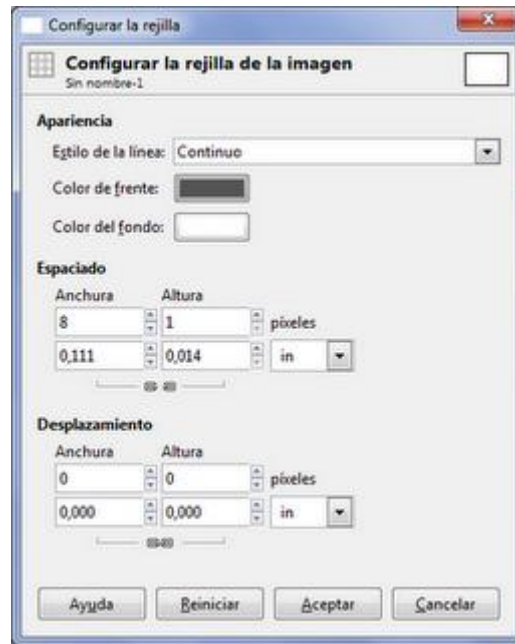 Configurar la rejilla
Configurar la rejilla de la imagen
Sin nombre-1
Apariencia
Estilo de la línea: Continuo
Color de frente:
Color del fondo:
Espaciado
Anchura Altura
8 1 píxeles
0,111 0,014 in
Desplazamiento
Anchura Altura
0 0 píxeles
0,000 0,000 in
Ayuda Reiniciar Aceptar Cancelar